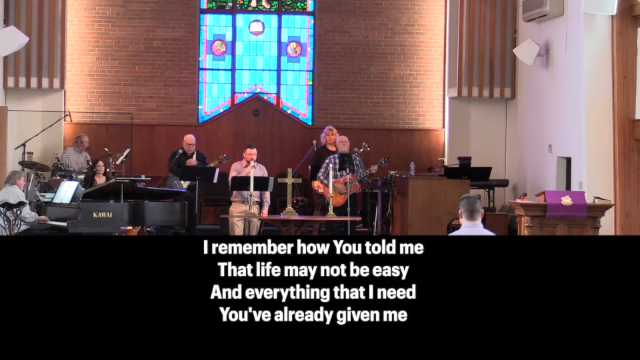 KAWAI
I remember how You told me
That life may not be easy
And everything that I need
You've already given me